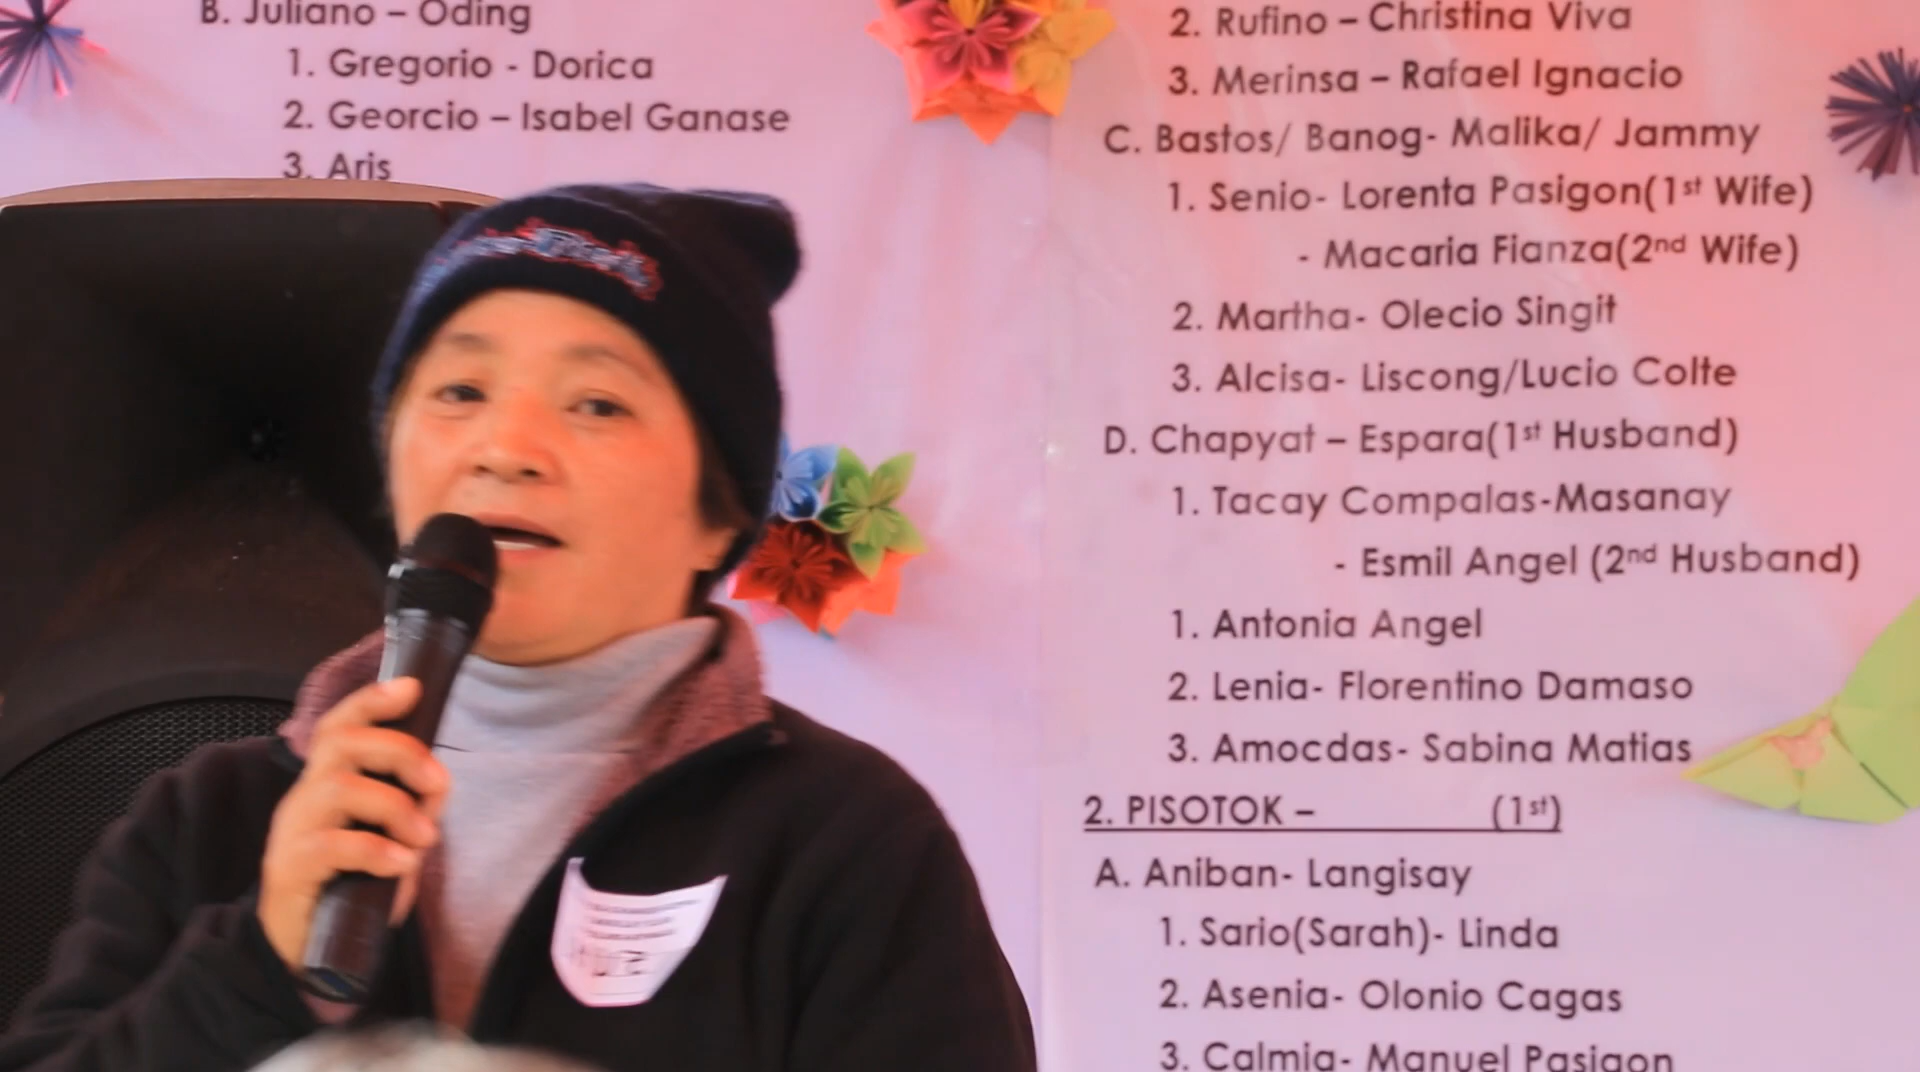 B. Juliano – Oding
1. Gregorio - Dorica
2. Georcio – Isabel Ganase
3. Aris
2. Rufino – Christina Viva
3. Merinsa – Rafael Ignacio
C. Bastos/ Banog- Malika/ Jammy
1. Senio- Lorenta Pasigon(1st Wife)
- Macaria Fianza(2nd Wife)
2. Martha- Olecio Singit
3. Alcisa- Liscong/Lucio Colte
D. Chapyat – Espara(1st Husband)
1. Tacay Compalas-Masanay
- Esmil Angel (2nd Husband)
1. Antonia Angel
2. Lenia- Florentino Damaso
3. Amocdas- Sabina Matias
2. PISOTOK – (1st)
A. Aniban- Langisay
1. Sario(Sarah)- Linda
2. Asenia- Olonio Cagas
3. Calmia- Manuel Pasigon